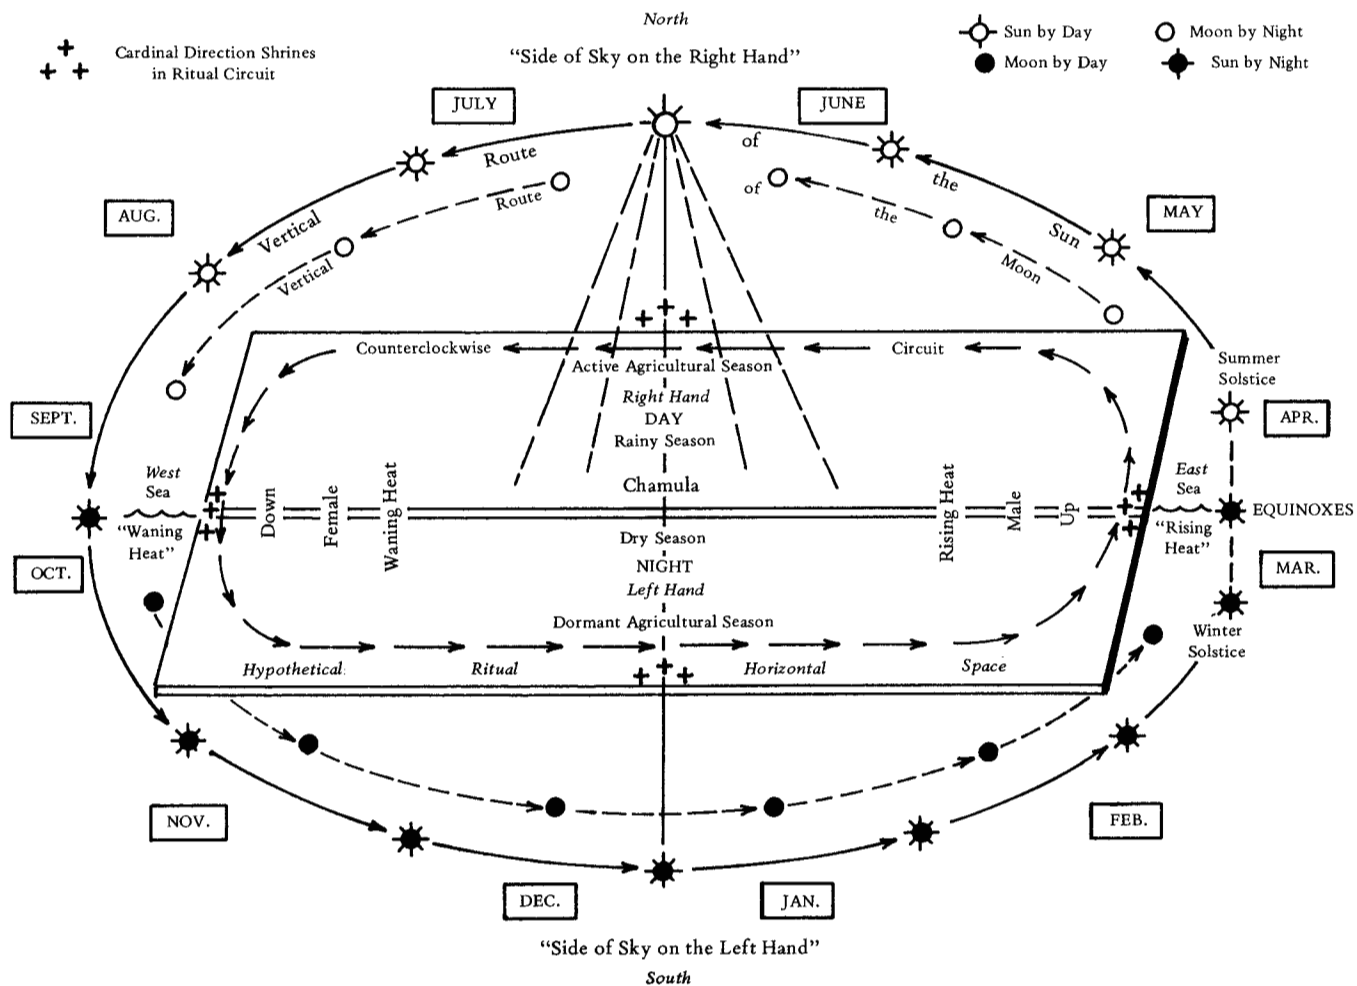 North
“Side of Sky on the Right Hand”
Cardinal Direction Shrines
in Ritual Circuit
Sun by Day
Moon by Night
Moon by Day
Sun by Night
JULY
JUNE
AUG.
MAY
Vertical Route of the Sun
Vertical Route of the Moon
Summer
Solstice
SEPT.
APR.
Counterclockwise
Circuit
Active Agricultural Season
Right Hand
DAY
Rainy Season
Chamula
West
Sea
“Waning
Heat”
Down
Female
Waning Heat
Rising Heat
Male
Up
East
Sea
“Rising
Heat”
EQUINOXES
Dry Season
NIGHT
Left Hand
Dormant Agricultural Season
OCT.
MAR.
Winter
Solstice
Hypothetical Ritual Horizontal Space
NOV.
FEB.
DEC.
JAN.
“Side of Sky on the Left Hand”
South